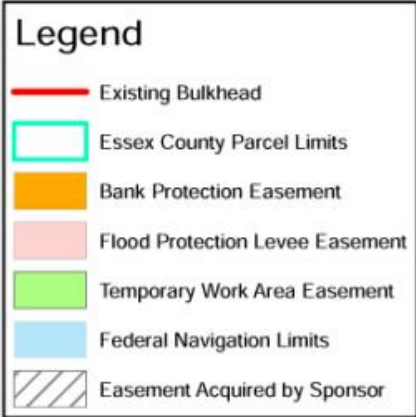 Legend
Existing Bulkhead
Essex County Parcel Limits
Bank Protection Easement
Flood Protection Levee Easement
Temporary Work Area Easement
Federal Navigation Limits
Easement Acquired by Sponsor